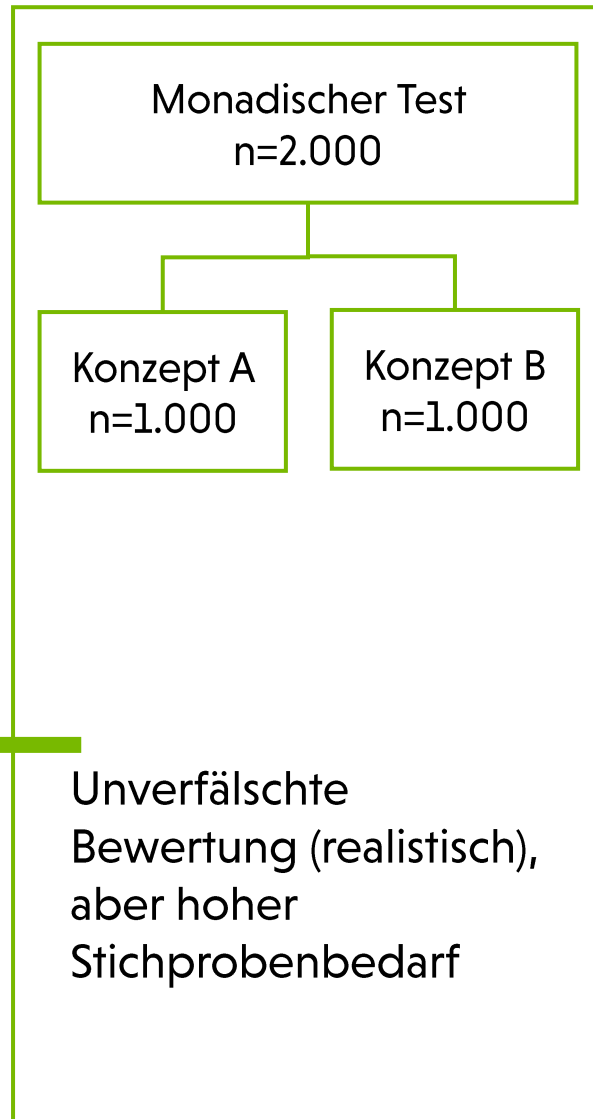 Monadischer Test
n=2.000
Konzept A
n=1.000
Konzept B
n=1.000
Unverfälschte
Bewertung (realistisch),
aber hoher
Stichprobenbedarf